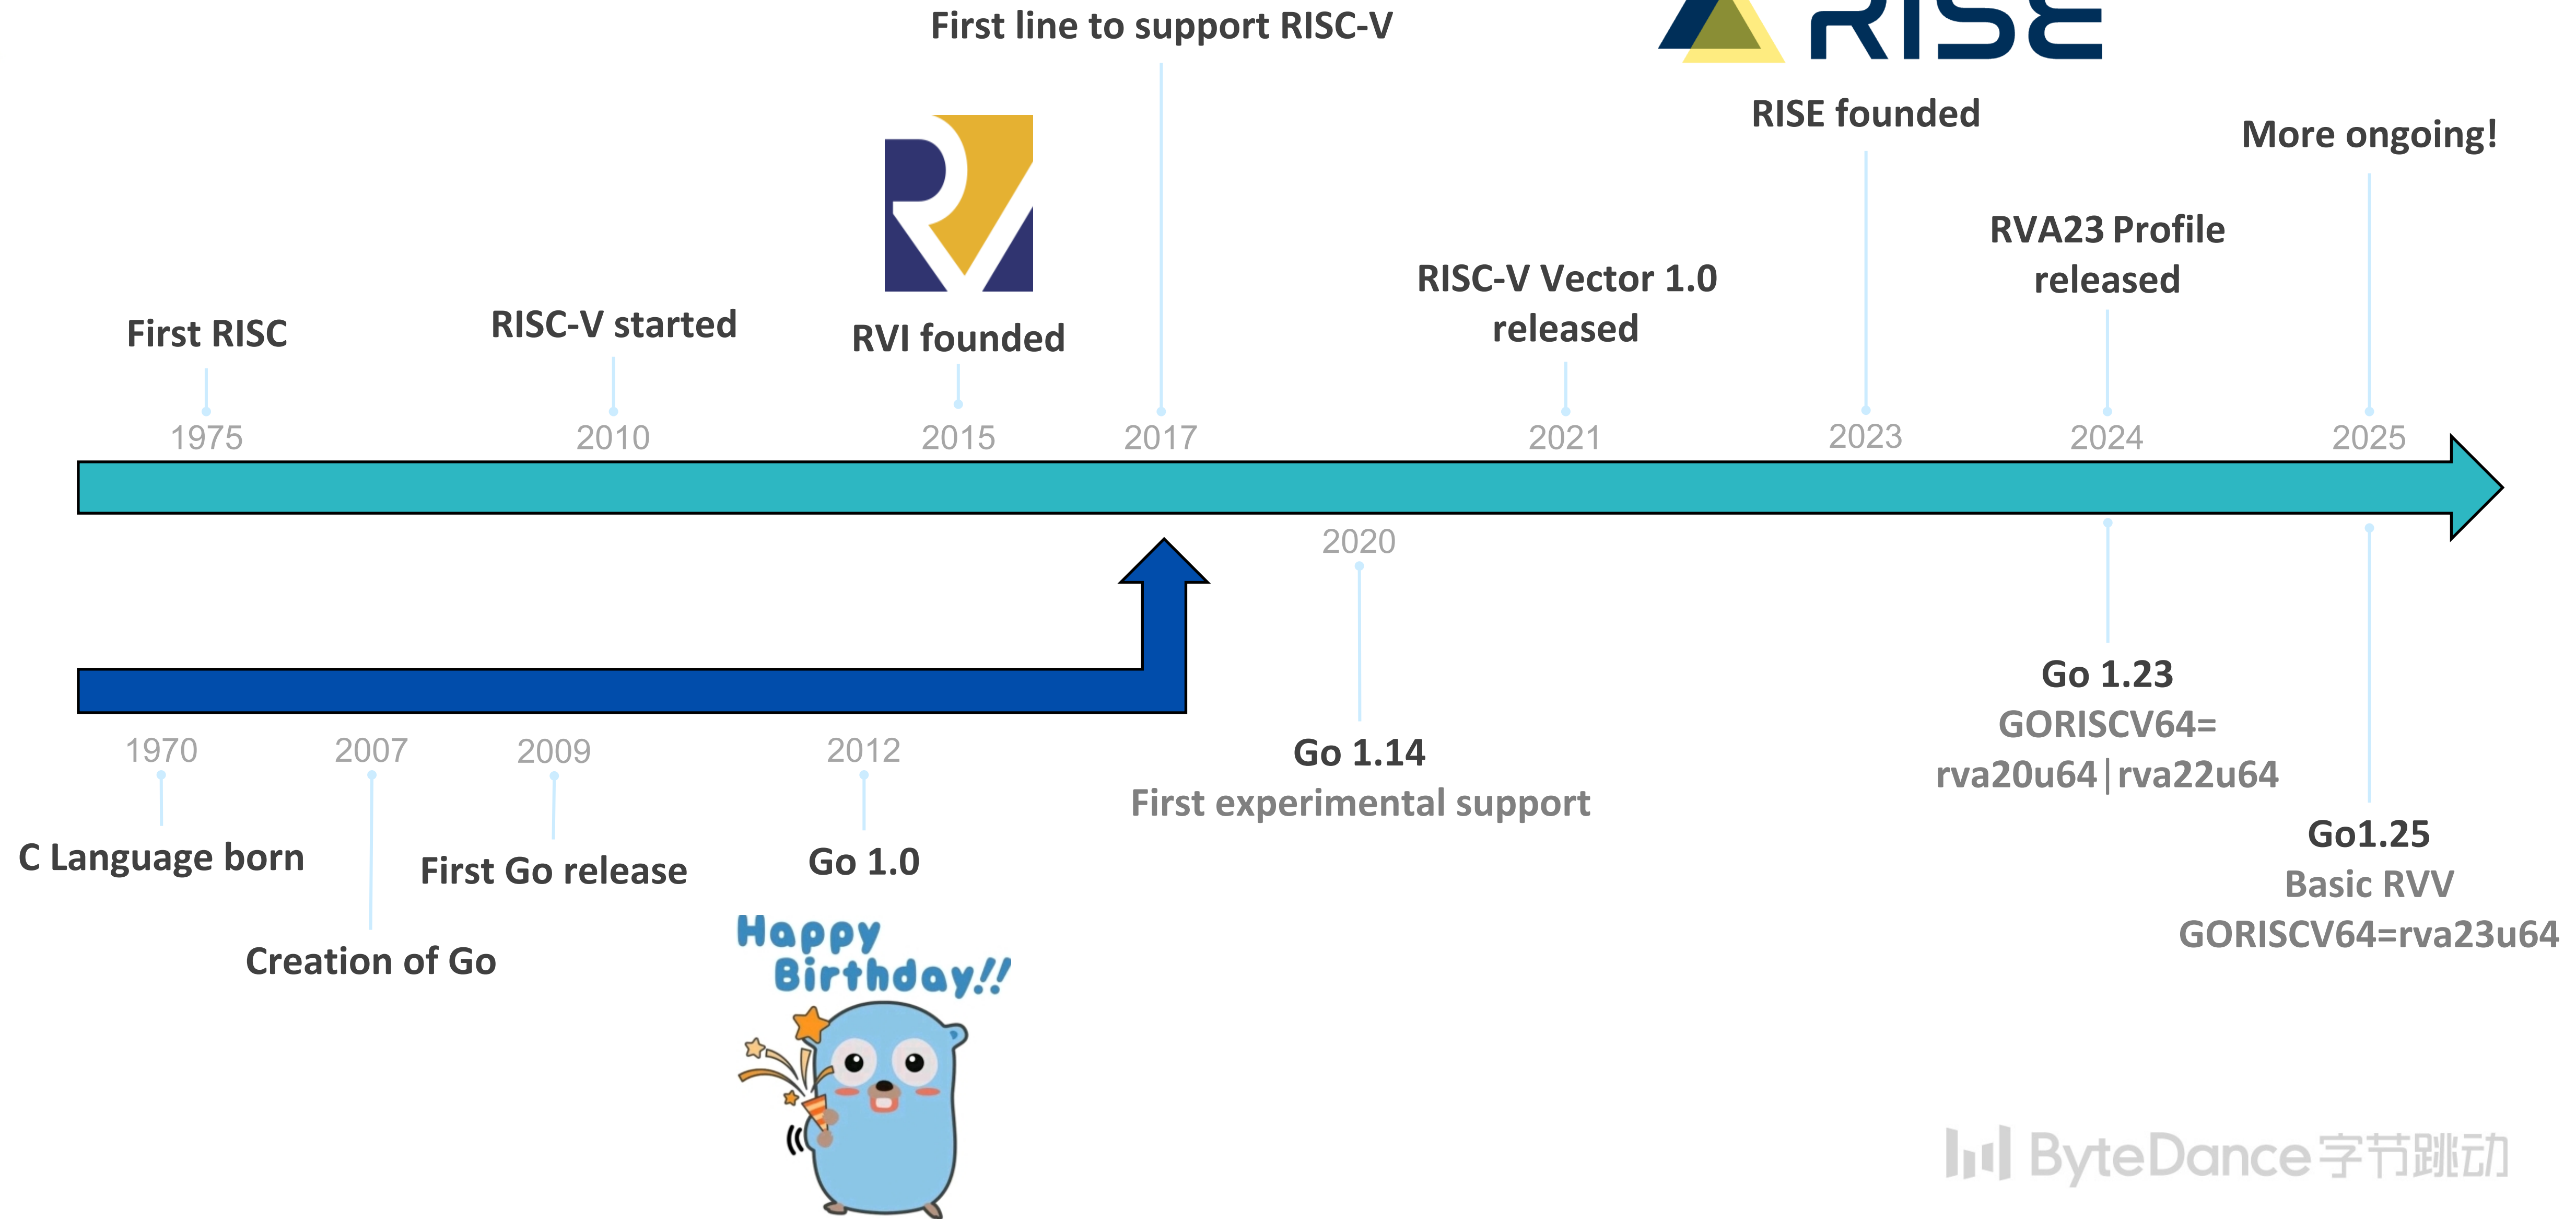 First line to support RISC-V
RISE
RISE founded
More ongoing!
RV
RVA23 Profile
released
RISC-V Vector 1.0
released
First RISC
RISC-V started
RVI founded
1975
2010
2015
2017
2021
2023
2024
2025
2020
1970
2007
2009
2012
C Language born
Creation of Go
First Go release
Go 1.0
Go 1.14
First experimental support
Go 1.23
GORISCV64=
rva20u64|rva22u64
Go1.25
Basic RVV
GORISCV64=rva23u64
Happy
Birthday!!
ByteDance字节跳动